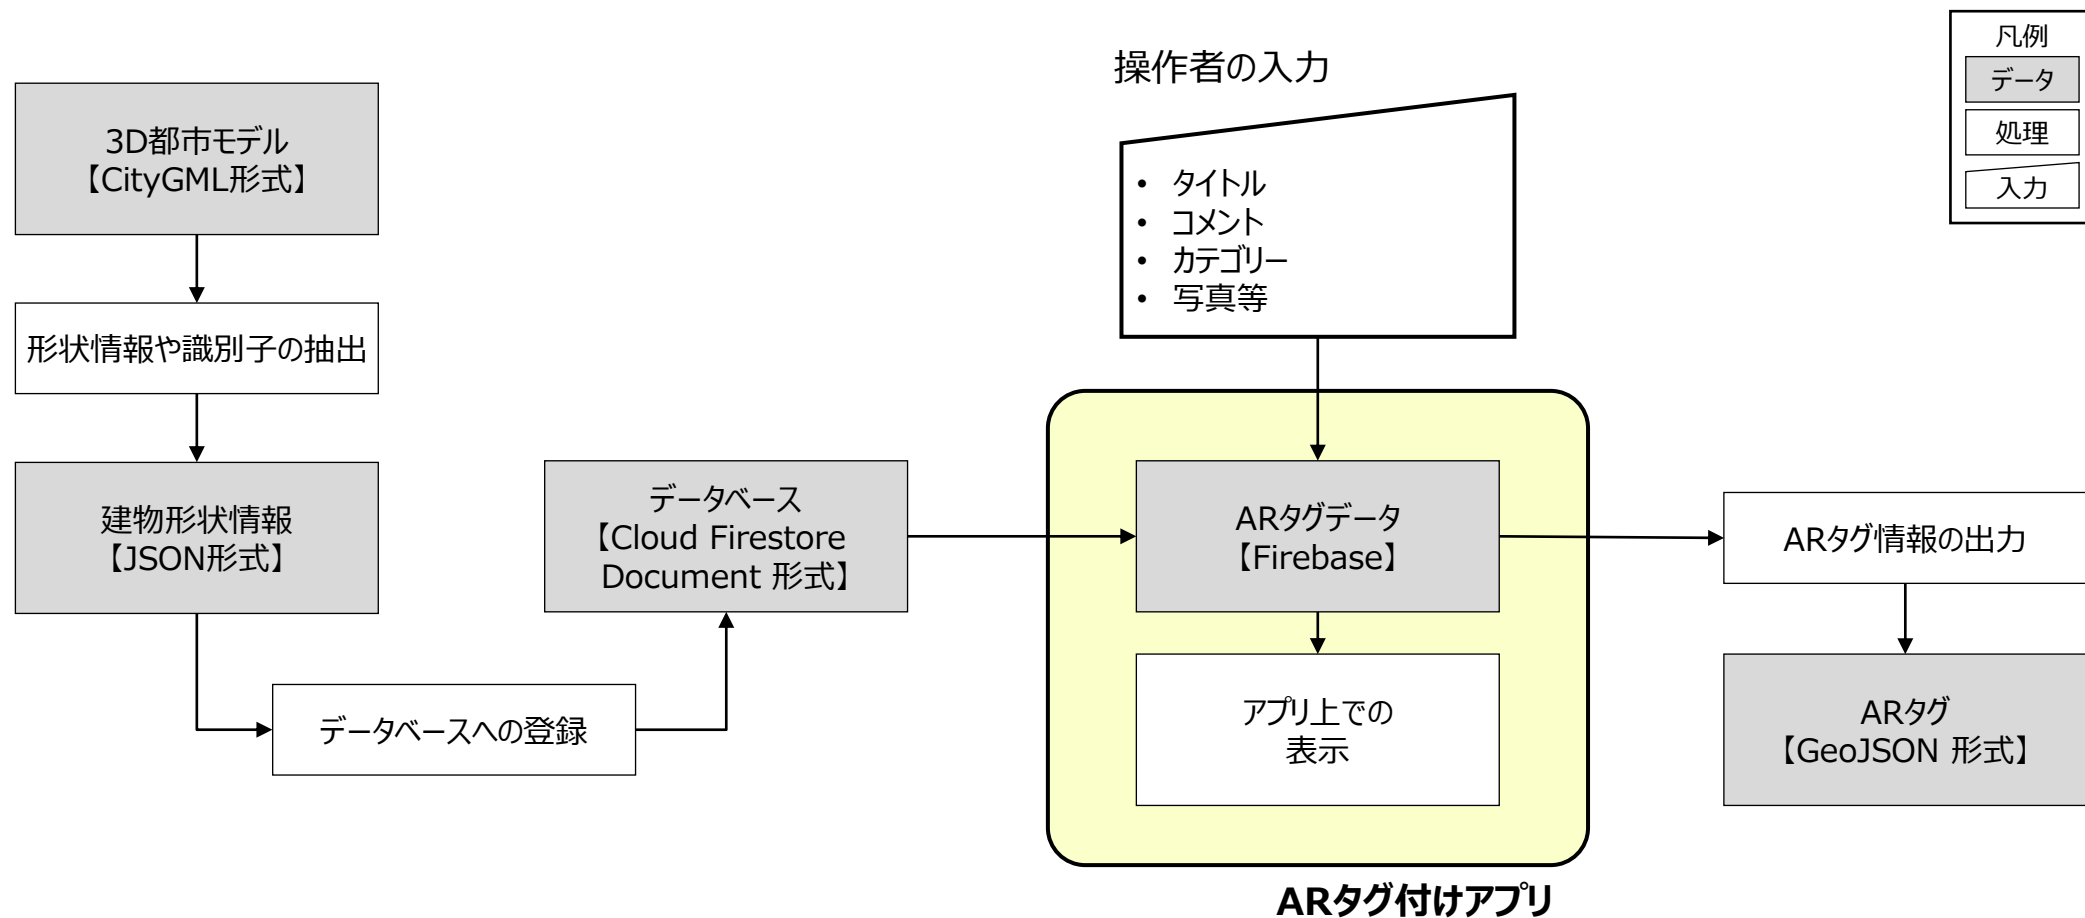 操作者の入力
凡例
データ
処理
入力
3D都市モデル
【CityGML形式】
• タイトル
• コメント
• カテゴリー
• 写真等
形状情報や識別子の抽出
建物形状情報
【JSON形式】
データベース
【Cloud Firestore
Document 形式】
データベースへの登録
ARタグデータ
【Firebase】
アプリ上での
表示
ARタグ情報の出力
ARタグ
【GeoJSON 形式】
ARタグ付けアプリ